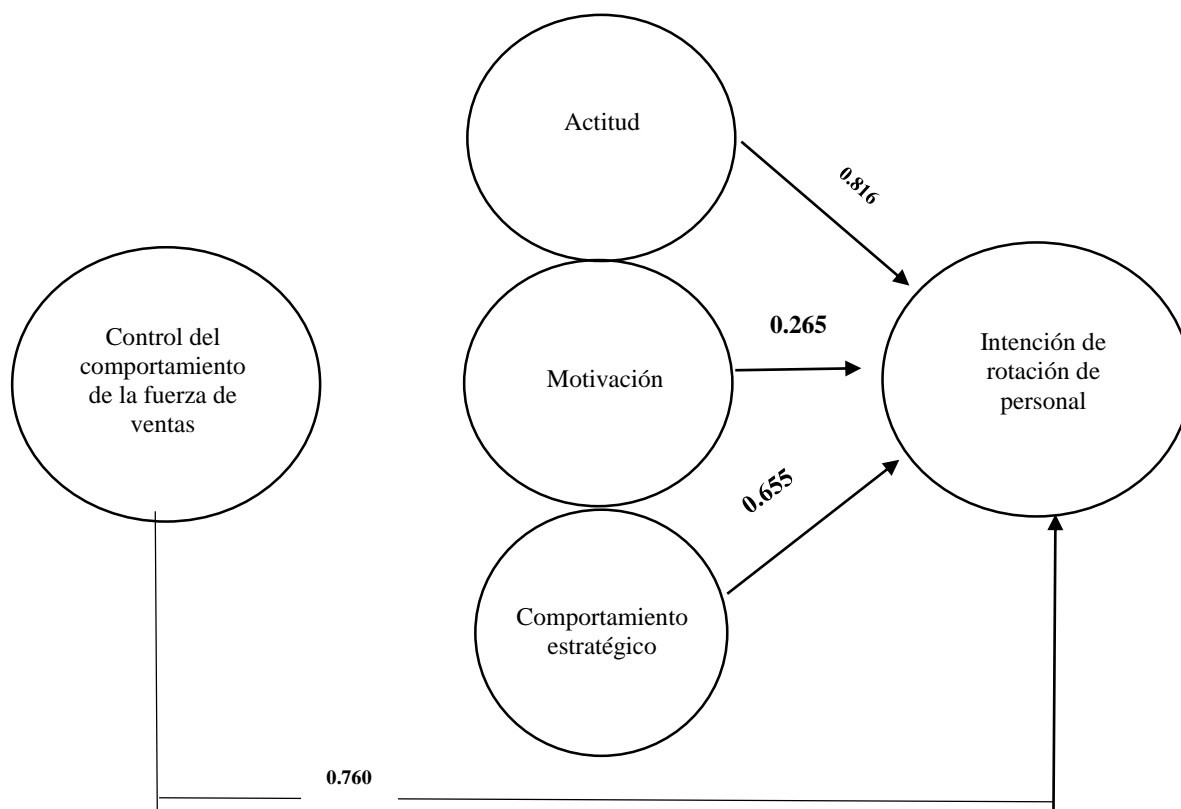 Actitud
0.816
Control del
comportamiento
de la fuerza de
ventas
Motivación
0.265
Intención de
rotación de
personal
0.655
Comportamiento
estratégico
0.760